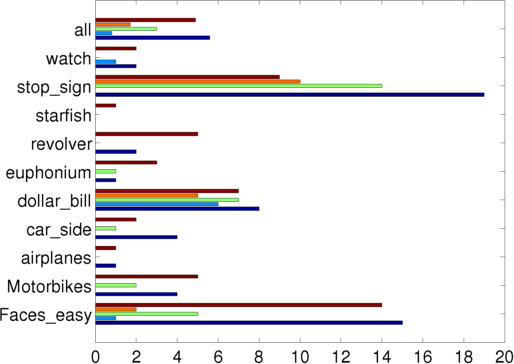 all
watch
stop_sign
starfish
revolver
euphonium
dollar_bill
car_side
airplanes
Motorbikes
Faces_easy
0 2 4 6 8 10 12 14 16 18 20